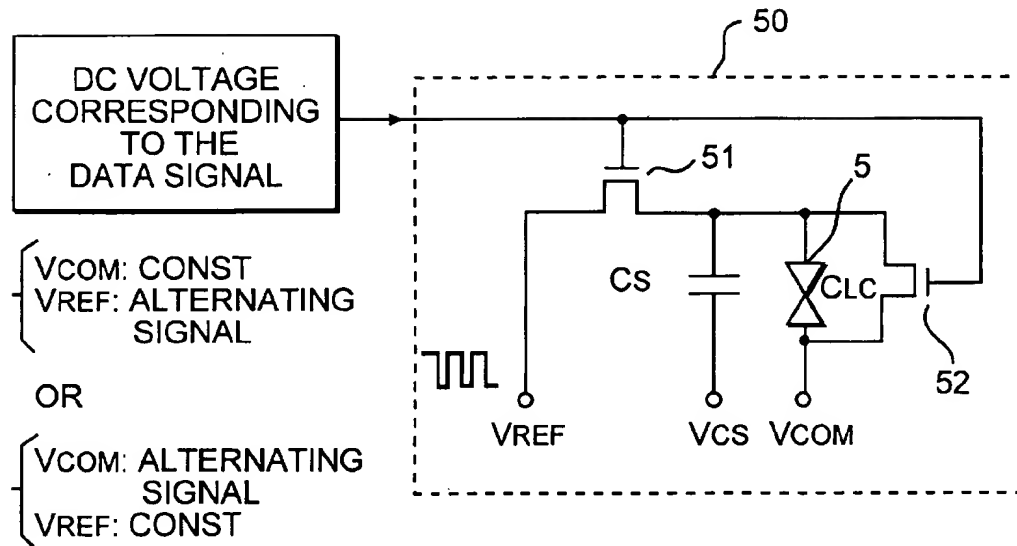 50
DC VOLTAGE
CORRESPONDING
TO THE
DATA SIGNAL
51
5
CS
CLC
52
VREF
VCS
VCOM
VCOM: CONST
VREF: ALTERNATING
SIGNAL
OR
VCOM: ALTERNATING
SIGNAL
VREF: CONST